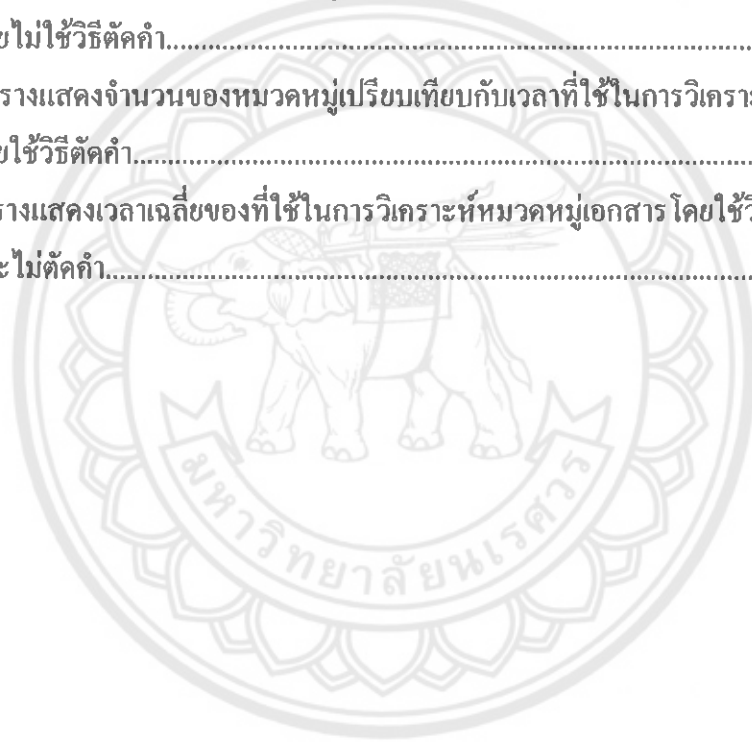 ยไม่ใช้วิธีตัดคำ
รางแสดงจำนวนของหมวดหมู่เปรียบเทียบกับเวลาที่ใช้ในการวิเครา
ยใช้วิธีตัดคำ
รางแสดงเวลาเฉลี่ยของที่ใช้ในการวิเคราะห์หมวดหมู่เอกสาร โดยใช้วิ
ะไม่ตัดคำ
มหาวิทยาลัยนเรศวร